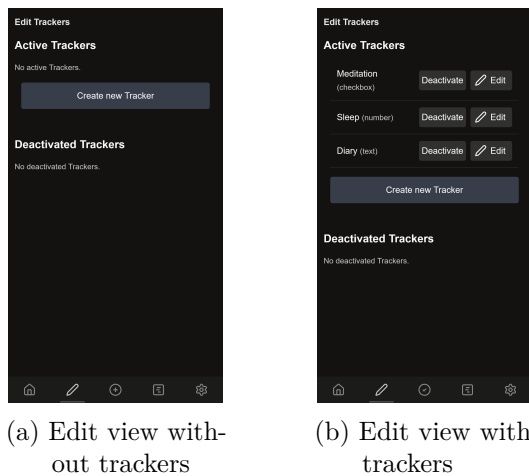 Edit Trackers
Active Trackers
No active Trackers.
Create new Tracker
Deactivated Trackers
No deactivated Trackers.
(a) Edit view with-
out trackers
Edit Trackers
Active Trackers
Meditation
(checkbox)
Deactivate Edit
Sleep (number) Deactivate Edit
Diary (text) Deactivate Edit
Create new Tracker
Deactivated Trackers
No deactivated Trackers.
(b) Edit view with
trackers